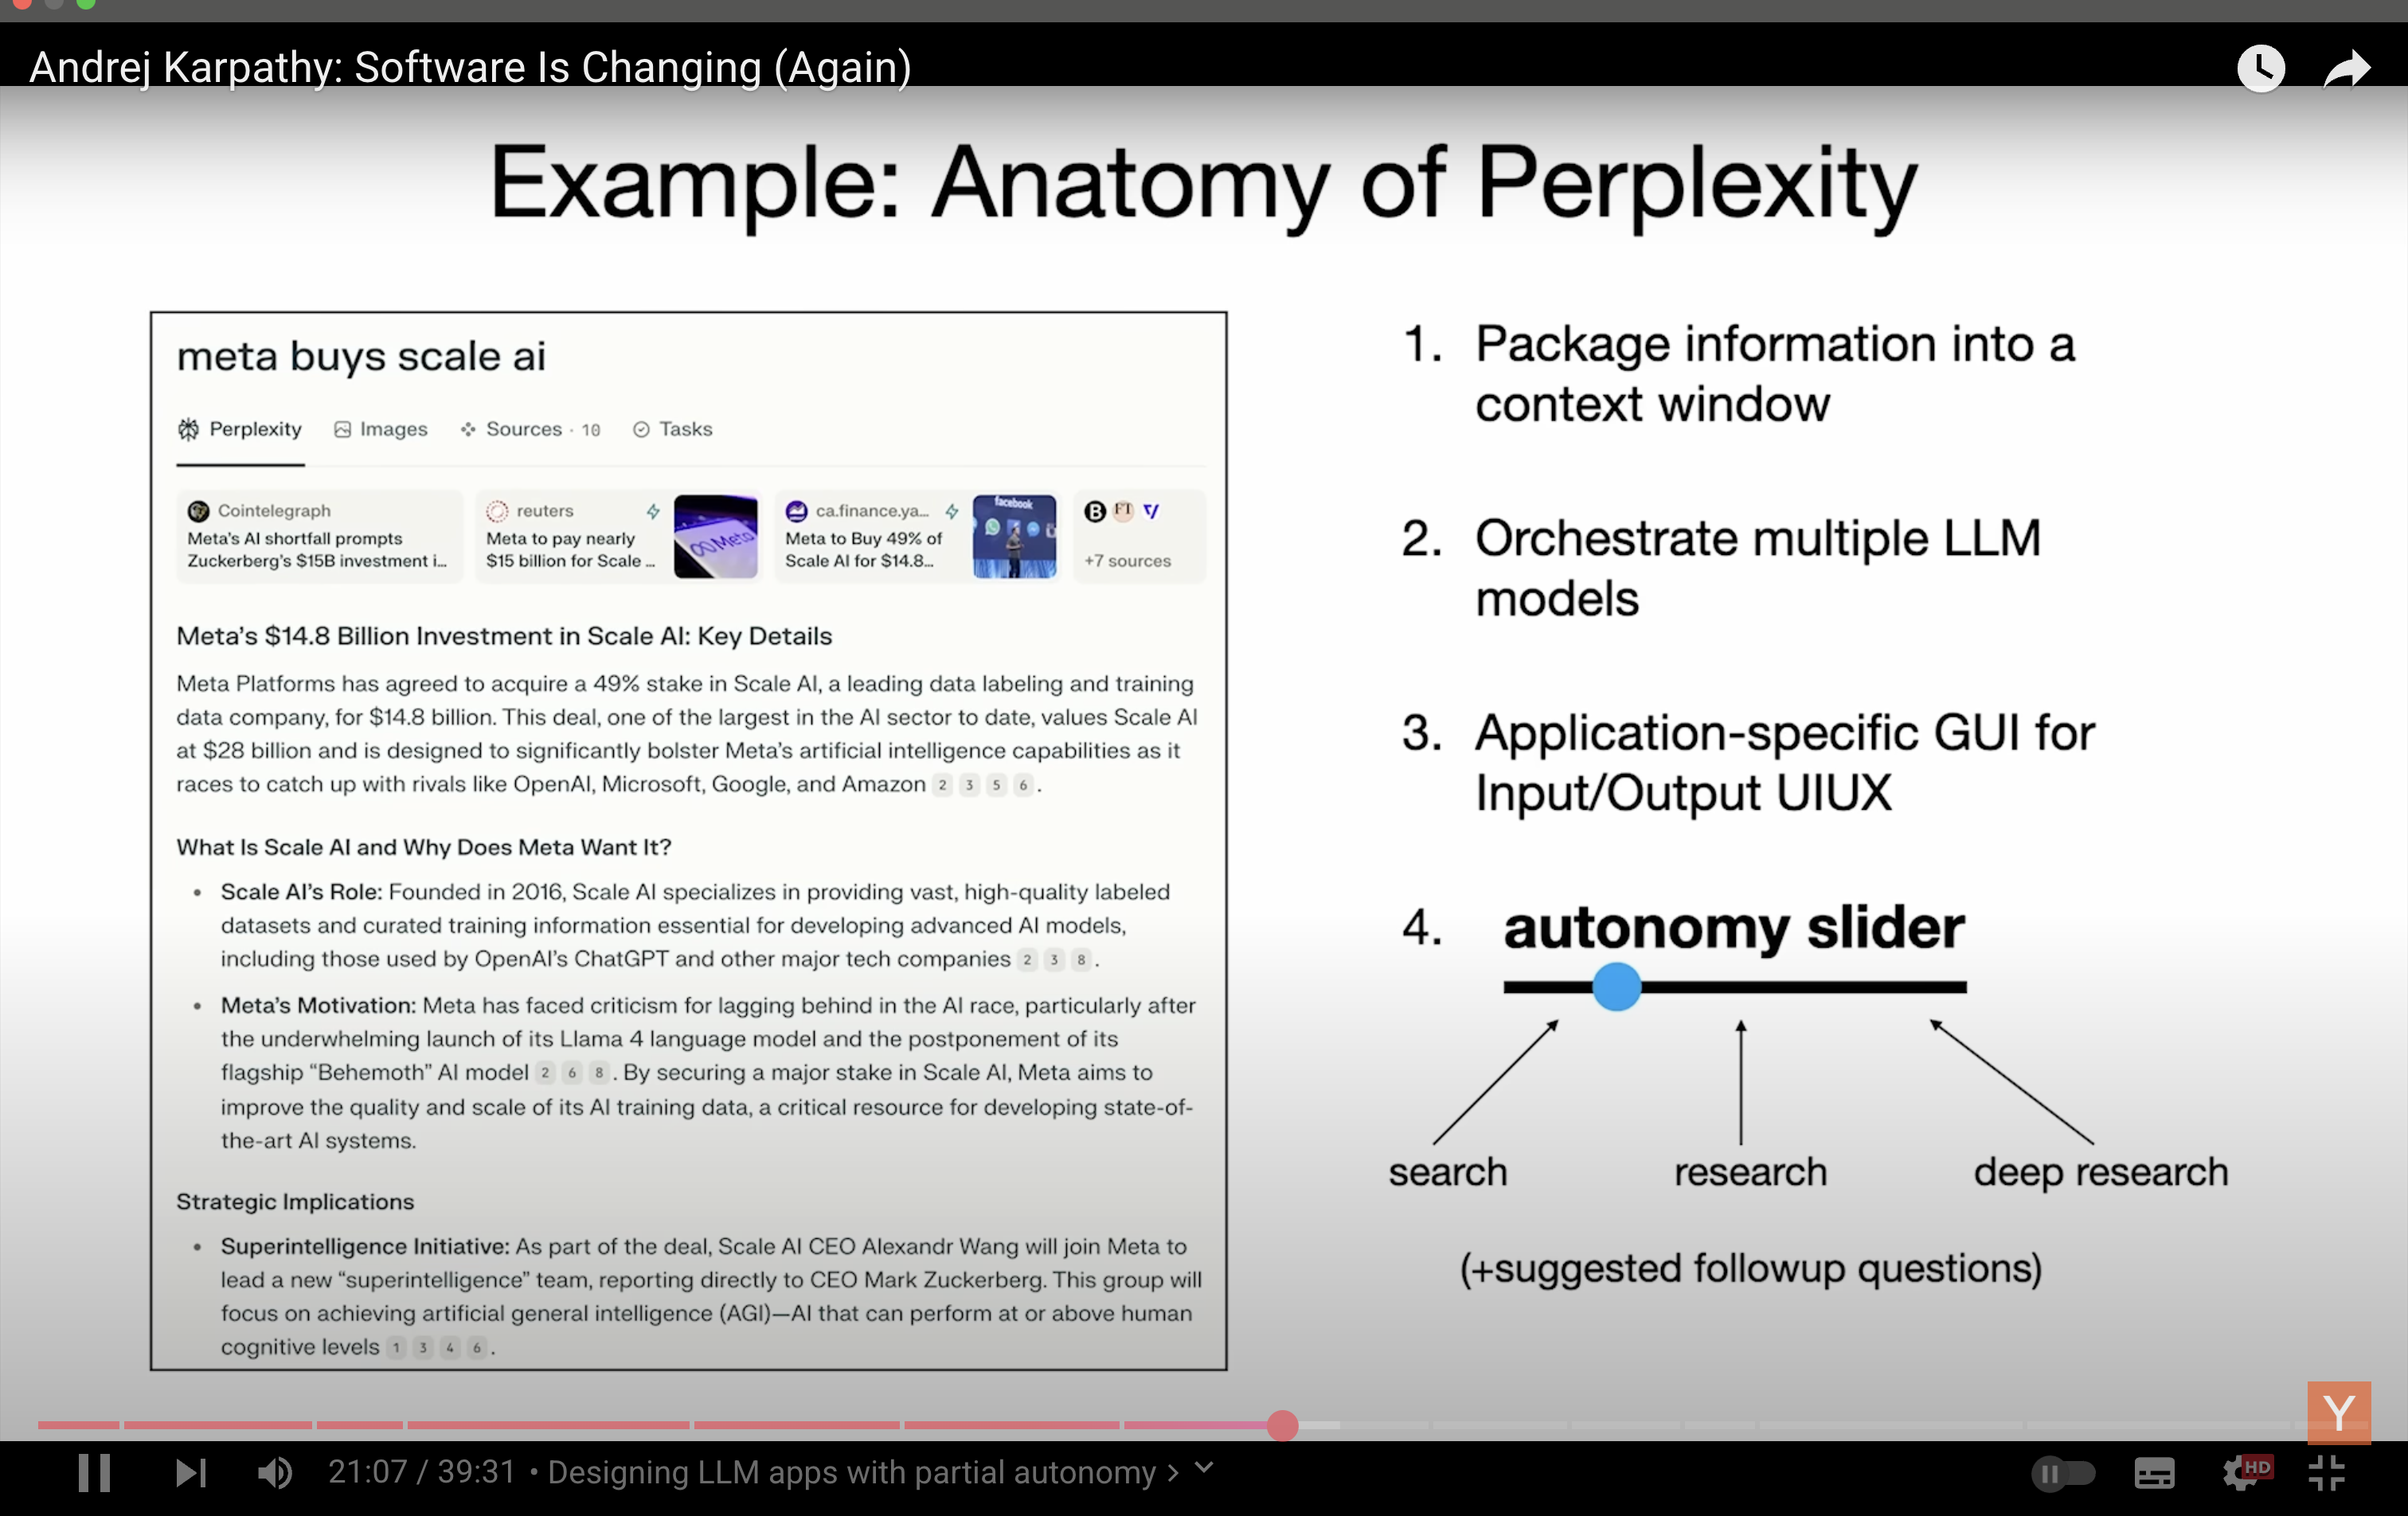 Andrej Karpathy: Software Is Changing (Again)
Example: Anatomy of Perplexity
meta buys scale ai
Perplexity Images Sources · 10 Tasks
Cointelegraph
Meta's AI shortfall prompts
Zuckerberg's $15B investment i...
reuters
Meta to pay nearly
$15 billion for Scale ...
Meta
ca.finance.ya...
Meta to Buy 49% of
Scale AI for $14.8...
facebook
B FT
+7 sources
Meta's $14.8 Billion Investment in Scale AI: Key Details
Meta Platforms has agreed to acquire a 49% stake in Scale AI, a leading data labeling and training
data company, for $14.8 billion. This deal, one of the largest in the AI sector to date, values Scale AI
at $28 billion and is designed to significantly bolster Meta's artificial intelligence capabilities as it
races to catch up with rivals like OpenAI, Microsoft, Google, and Amazon 2 3 5 6 .
What Is Scale AI and Why Does Meta Want It?
• Scale AI's Role: Founded in 2016, Scale AI specializes in providing vast, high-quality labeled
datasets and curated training information essential for developing advanced AI models,
including those used by OpenAI's ChatGPT and other major tech companies 2 3 8 .
• Meta's Motivation: Meta has faced criticism for lagging behind in the AI race, particularly after
the underwhelming launch of its Llama 4 language model and the postponement of its
flagship “Behemoth” AI model 2 6 8 . By securing a major stake in Scale AI, Meta aims to
improve the quality and scale of its AI training data, a critical resource for developing state-of-
the-art AI systems.
Strategic Implications
• Superintelligence Initiative: As part of the deal, Scale AI CEO Alexandr Wang will join Meta to
lead a new “superintelligence” team, reporting directly to CEO Mark Zuckerberg. This group will
focus on achieving artificial general intelligence (AGI)—AI that can perform at or above human
cognitive levels 1 3 4 6 .
1. Package information into a
context window
2. Orchestrate multiple LLM
models
3. Application-specific GUI for
Input/Output UIUX
4. autonomy slider
search research deep research
(+suggested followup questions)
Y
21:07 / 39:31 • Designing LLM apps with partial autonomy >
HD